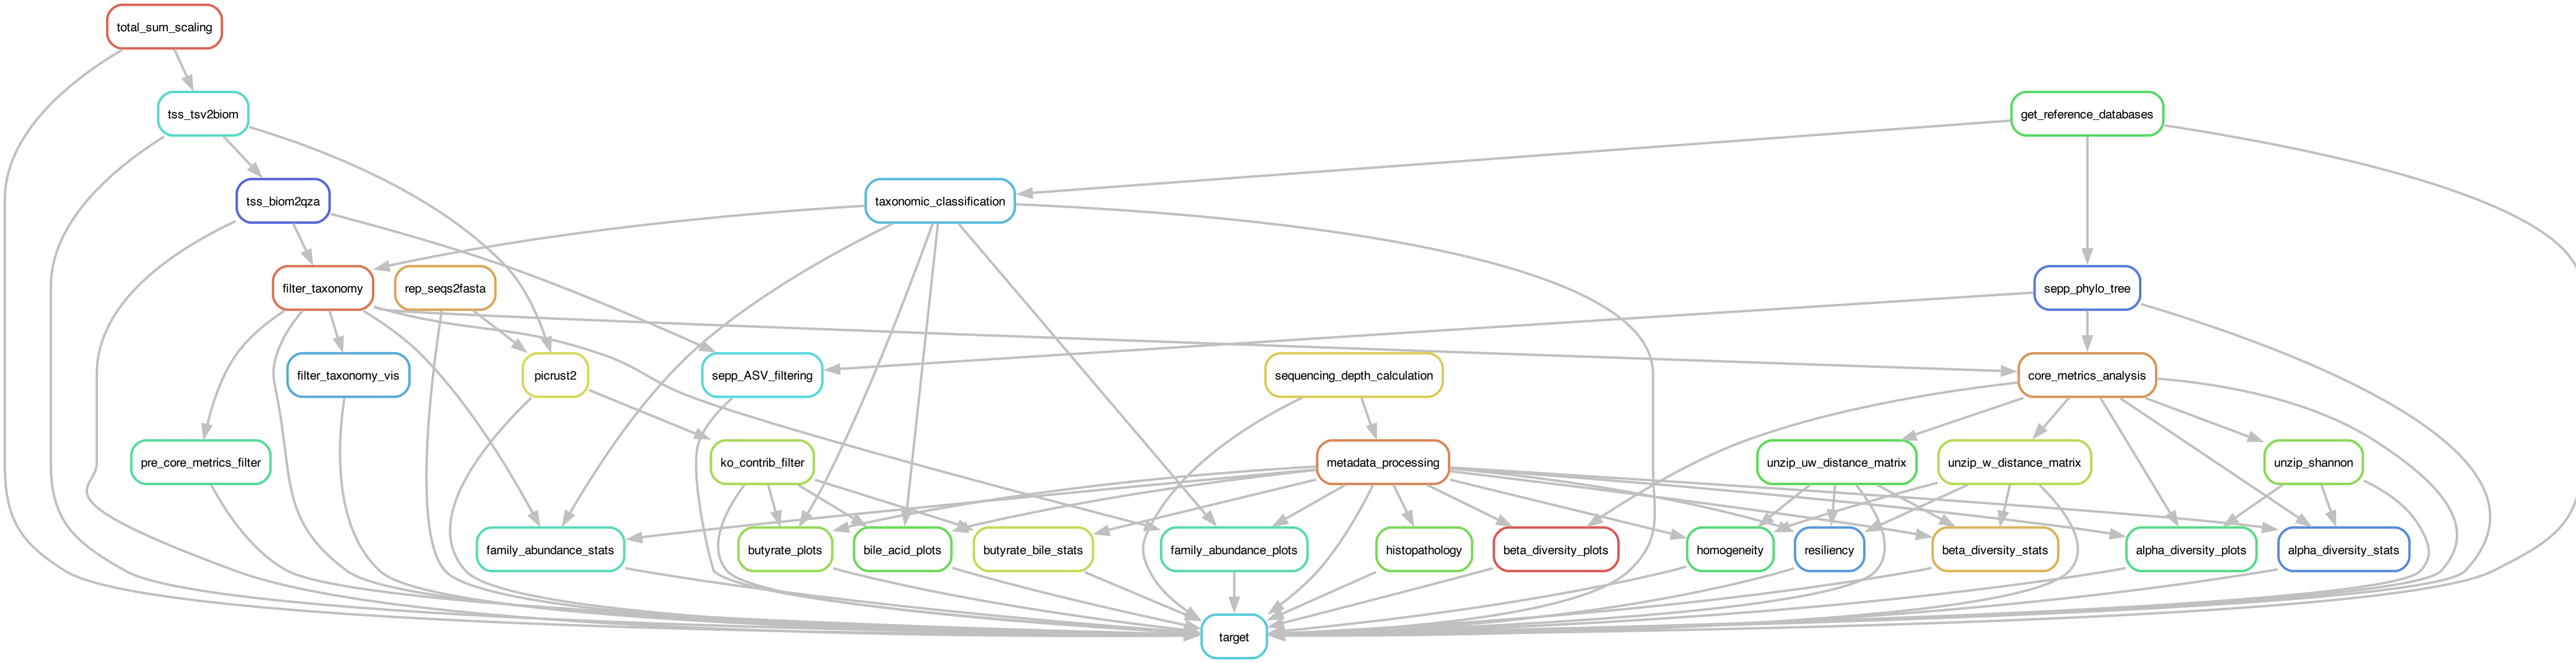 total_sum_scaling
tss_tsv2biom
get_reference_databases
tss_biom2qza
taxonomic_classification
filter_taxonomy
rep_seqs2fasta
sepp_phylo_tree
filter_taxonomy_vis
picrust2
sepp_ASV_filtering
sequencing_depth_calculation
core_metrics_analysis
pre_core_metrics_filter
ko_contrib_filter
metadata_processing
unzip_uw_distance_matrix
unzip_w_distance_matrix
unzip_shannon
family_abundance_stats
butyrate_plots
bile_acid_plots
butyrate_bile_stats
family_abundance_plots
histopathology
beta_diversity_plots
homogeneity
resiliency
beta_diversity_stats
alpha_diversity_plots
alpha_diversity_stats
target